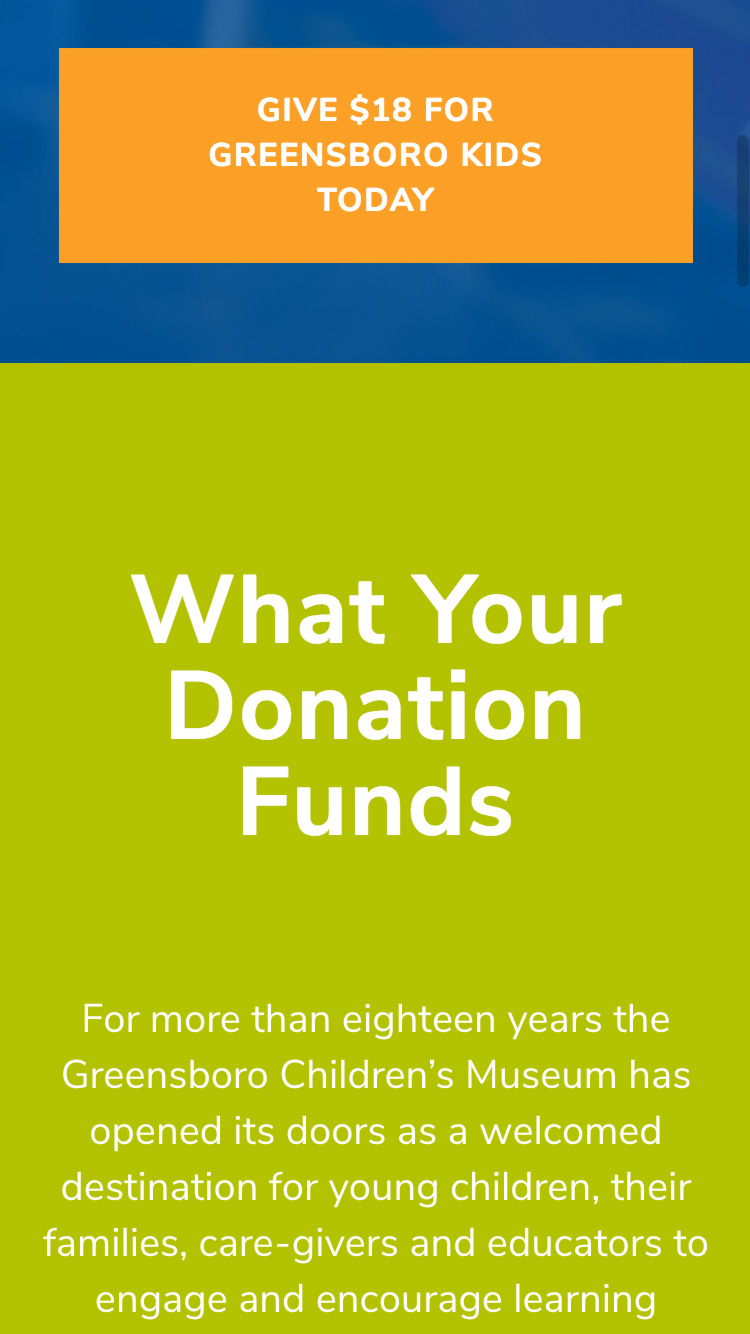 GIVE $18 FOR
GREENSBORO KIDS
TODAY
What Your
Donation
Funds
For more than eighteen years the
Greensboro Children’s Museum has
opened its doors as a welcomed
destination for young children, their
families, care-givers and educators to
engage and encourage learning